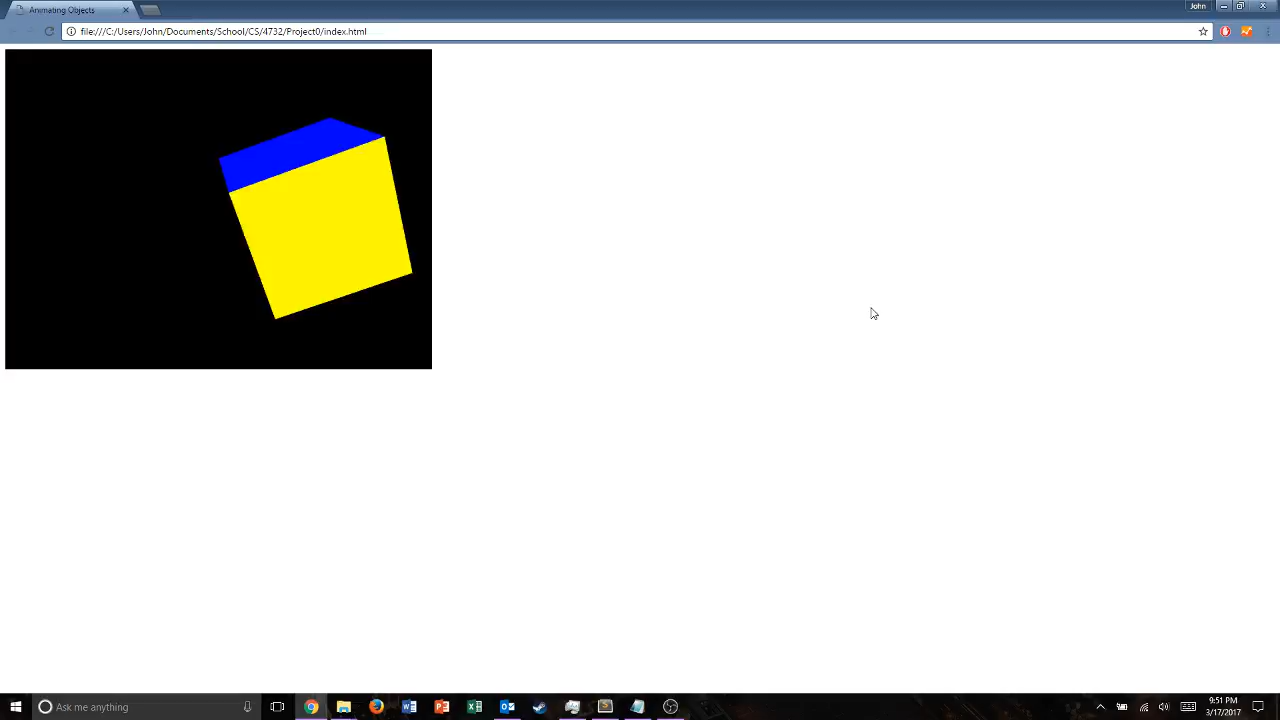 Animating Objects
John
file:///C:/Users/John/Documents/School/CS/4732/Project0/index.html
Ask me anything
9:51 PM
3/17/2017